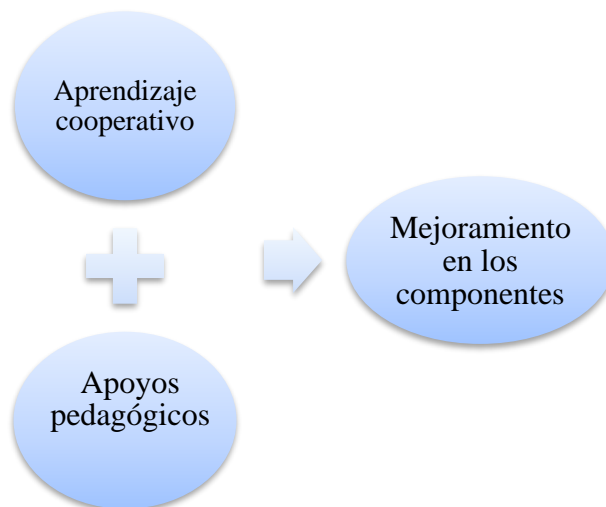 Aprendizaje
cooperativo
Mejoramiento
en los
componentes
Apoyos
pedagógicos